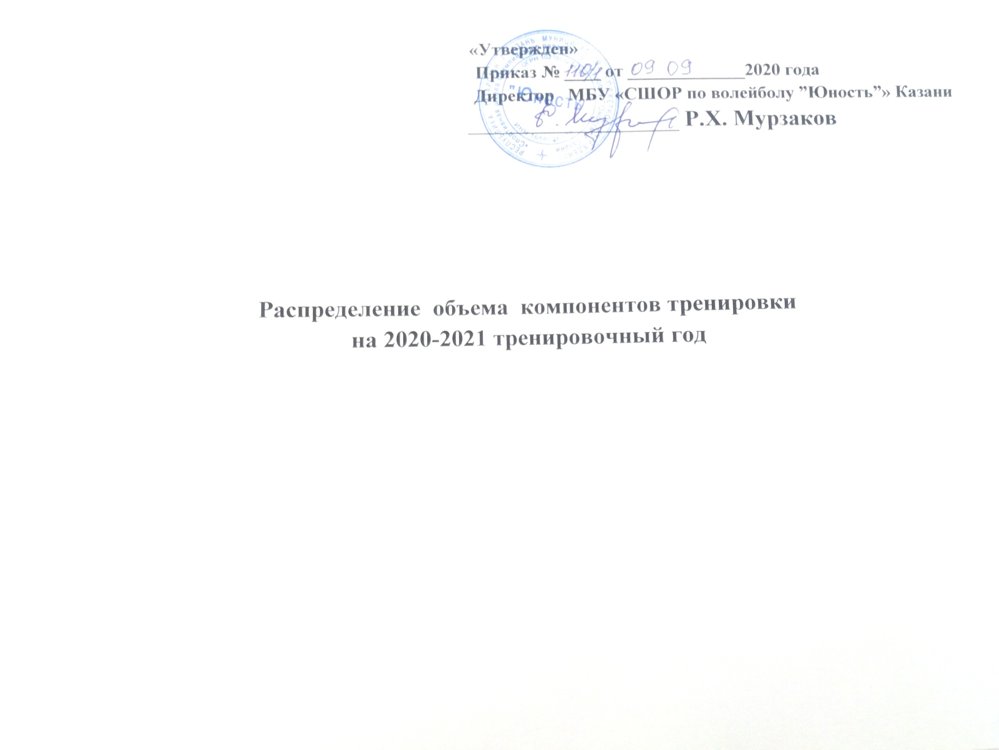 «Утвержден»
Приказ № 110/1 от 09 09 2020 года
Директор МБУ «СШОР по волейболу ”Юность”» Казани
Р.Х. Мурзаков
"Юность"
Распределение объема компонентов тренировки
на 2020-2021 тренировочный год